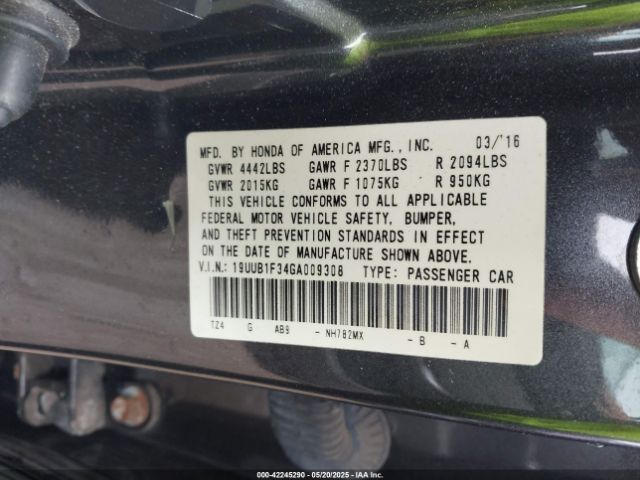 MFD. BY HONDA OF AMERICA MFG., INC. 03/'16
GVWR 4442LBS GAWR F 2370LBS R 2094LBS
GVWR 2015KG GAWR F 1075KG R 950KG
THIS VEHICLE CONFORMS TO ALL APPLICABLE
FEDERAL MOTOR VEHICLE SAFETY, BUMPER,
AND THEFT PREVENTION STANDARDS IN EFFECT
ON THE DATE OF MANUFACTURE SHOWN ABOVE.
V.I.N.: 19UUB1F34GA009308 TYPE: PASSENGER CAR
TZ4 G AB9 - NH782MX - B - A
000-42245290 — 05/20/2025 — IAAI.COM